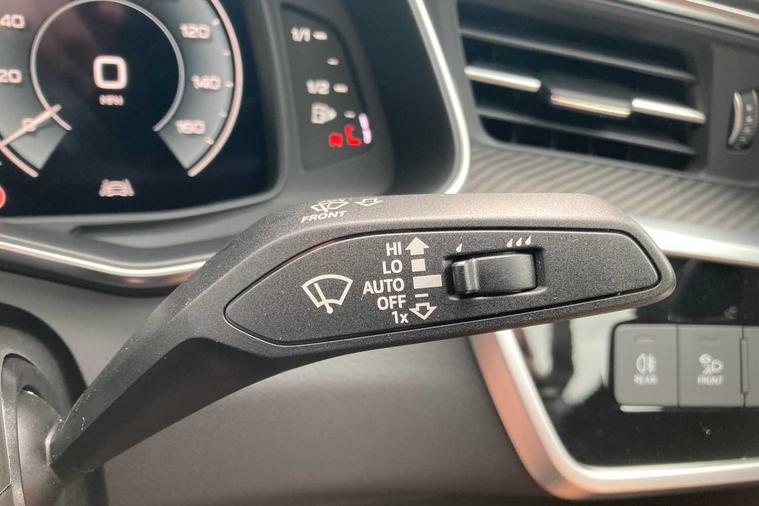 40
20
0
0
MPH
120
140
160
1/1
1/2
FRONT
HI
LO
AUTO
OFF
1x
REAR
FRONT